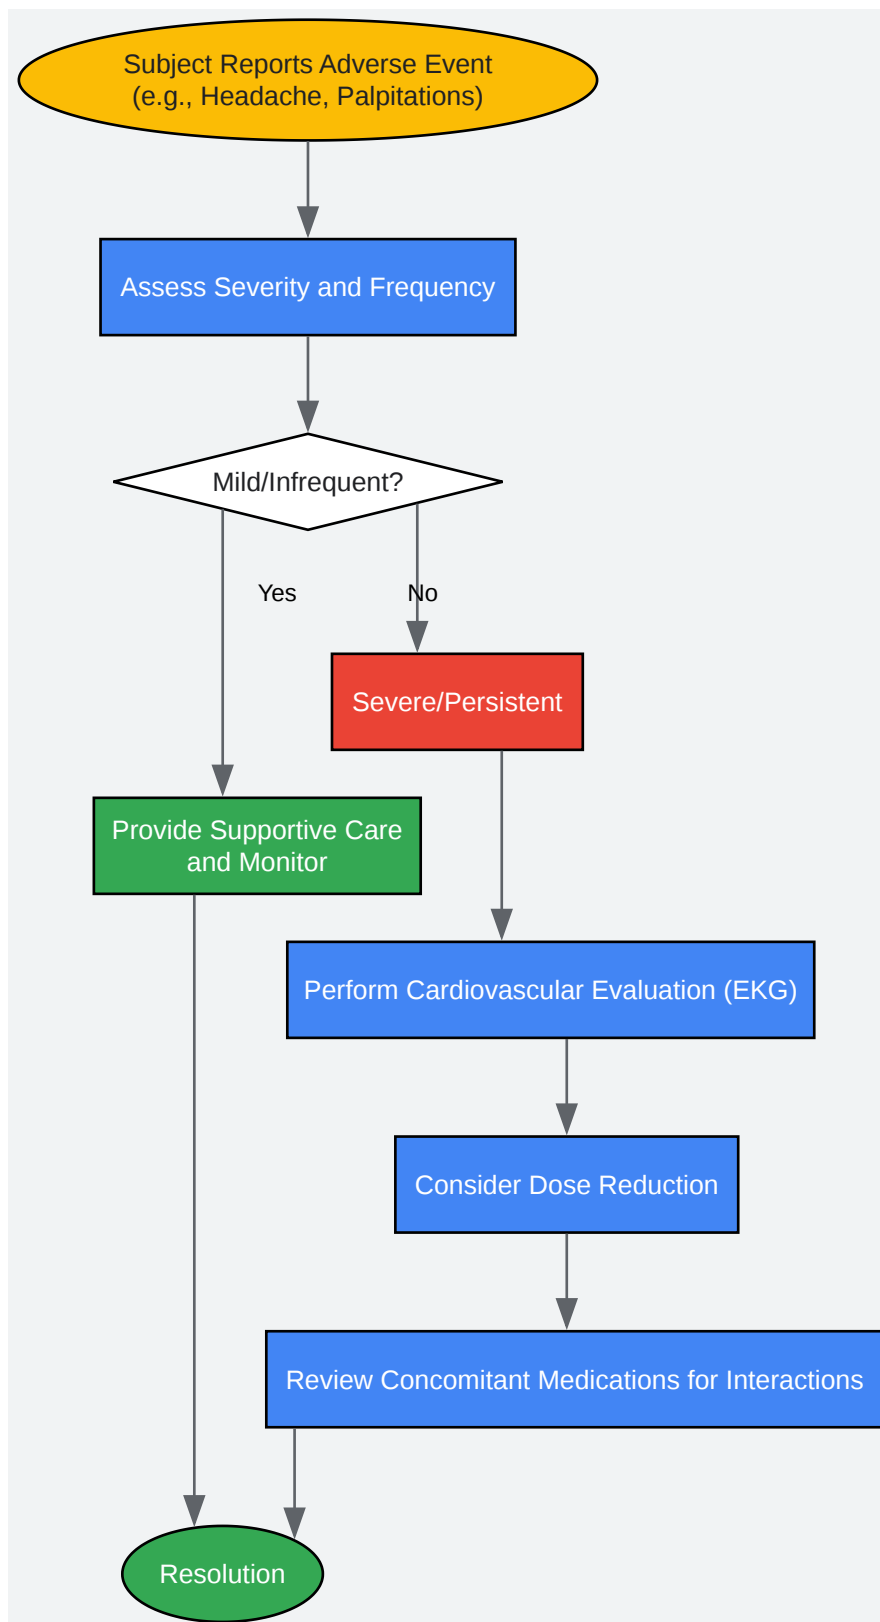 Subject Reports Adverse Event
(e.g., Headache, Palpitations)
Assess Severity and Frequency
Mild/Infrequent?
Yes
No
Severe/Persistent
Provide Supportive Care
and Monitor
Perform Cardiovascular Evaluation (EKG)
Consider Dose Reduction
Review Concomitant Medications for Interactions
Resolution